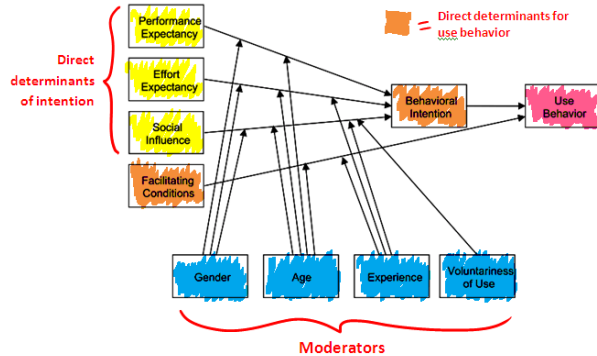 Performance
Expectancy
Direct determinants for
use behavior
=
Direct
determinants
of intention
Effort
Expectancy
Behavioral
Intention
Use
Behavior
Social
Influence
Facilitating
Conditions
Gender
Age
Experience
Voluntariness
of Use
Moderators